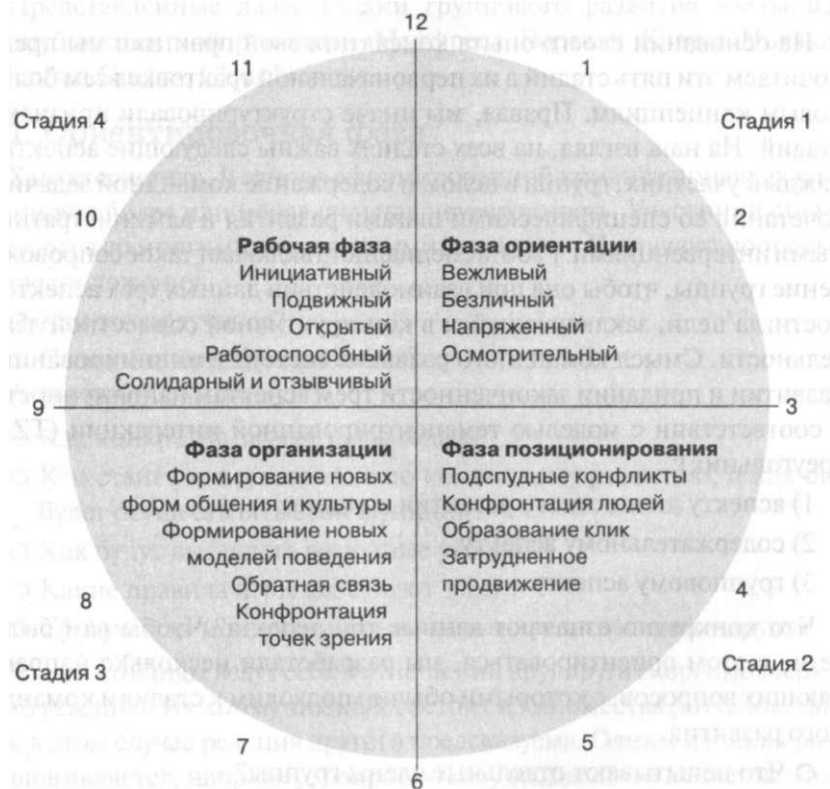 12
11
1
Стадия 4
Стадия 1
10
2
Рабочая фаза
Инициативный
Подвижный
Открытый
Работоспособный
Солидарный и отзывчивый
Фаза ориентации
Вежливый
Безличный
Напряженный
Осмотрительный
9
3
Фаза организации
Формирование новых
форм общения и культуры
Формирование новых
моделей поведения
Обратная связь
Конфронтация
точек зрения
Фаза позиционирования
Подспудные конфликты
Конфронтация людей
Образование клик
Затрудненное
продвижение
8
4
Стадия 3
Стадия 2
7
5
6